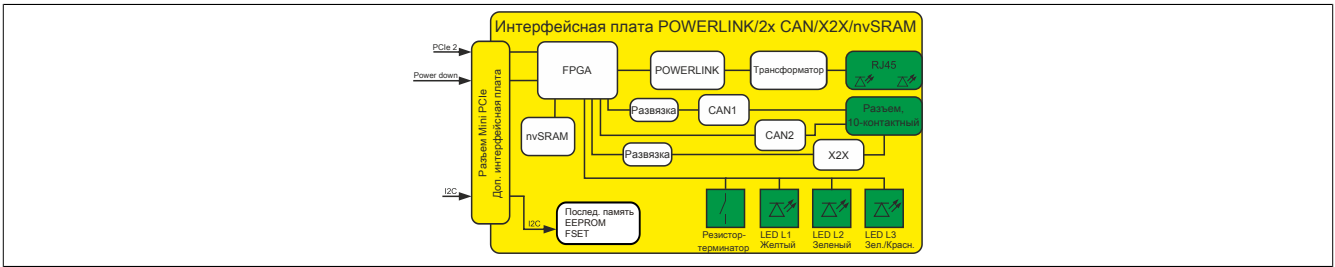 Интерфейсная плата POWERLINK/2x CAN/X2X/nvSRAM
PCIe 2
Power down
I2C
Разъем Mini PCIe
Доп. интерфейсная плата
FPGA
POWERLINK
Трансформатор
RJ45
Развязка
CAN1
Разъем,
10-контактный
nvSRAM
CAN2
Развязка
X2X
I2C
Послед. память
EEPROM
FSET
Резистор-
терминатор
LED L1
Желтый
LED L2
Зеленый
LED L3
Зел./Красн.